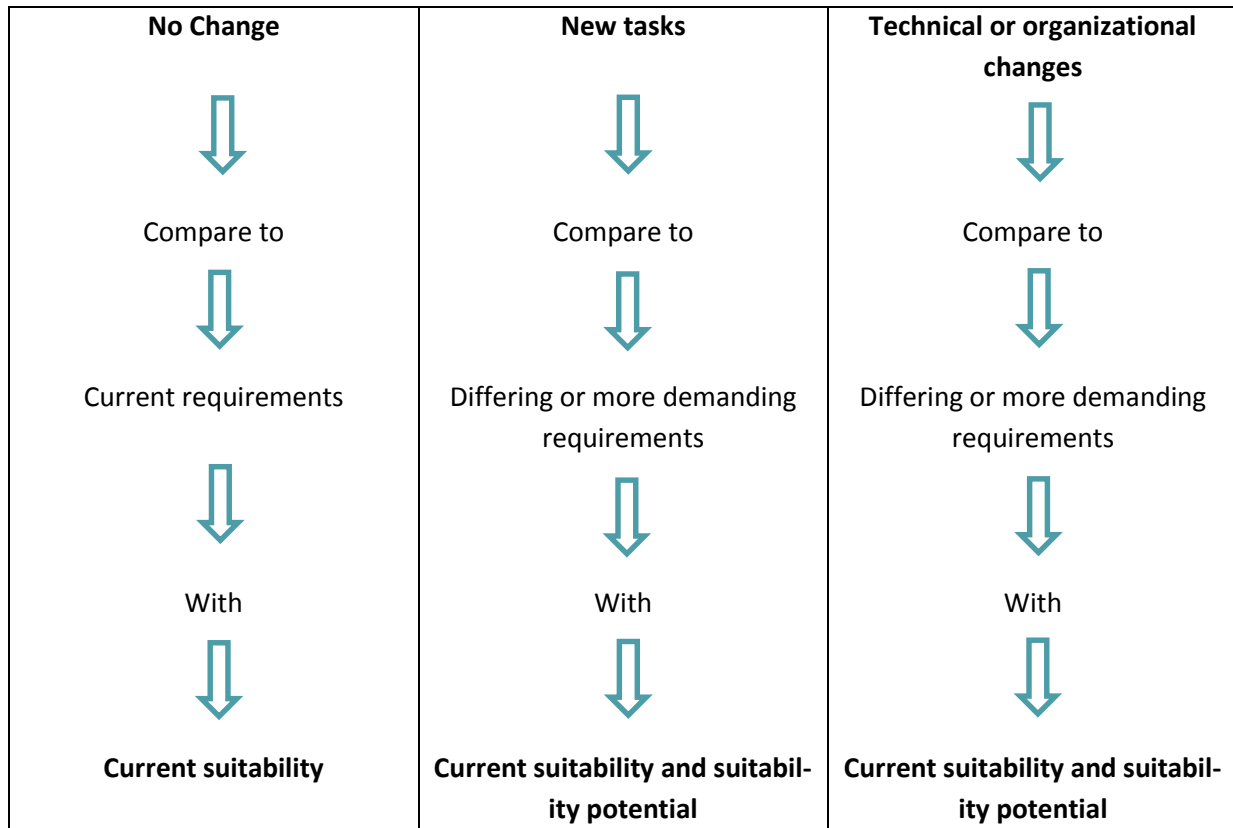 No Change
Compare to
Current requirements
With
Current suitability
New tasks
Compare to
Differing or more demanding
requirements
With
Current suitability and suitabil-
ity potential
Technical or organizational
changes
Compare to
Differing or more demanding
requirements
With
Current suitability and suitabil-
ity potential